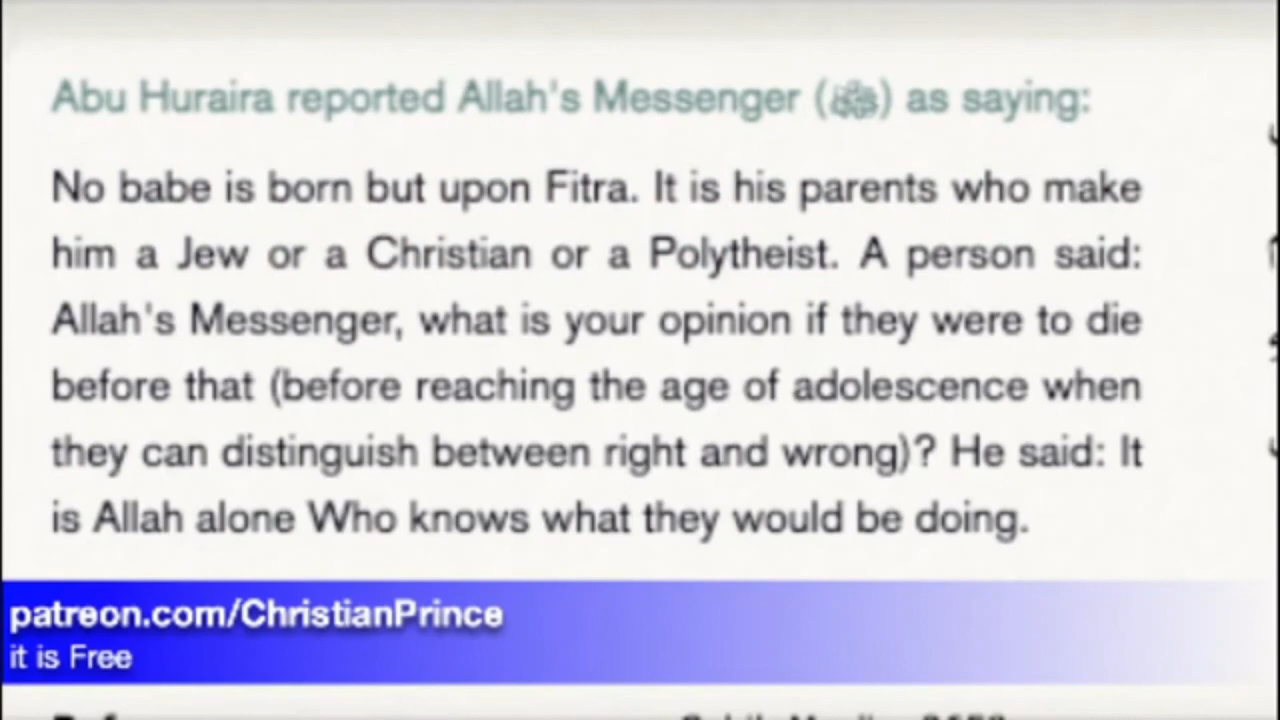 Abu Huraira reported Allah's Messenger (ﷺ) as saying:
No babe is born but upon Fitra. It is his parents who make
him a Jew or a Christian or a Polytheist. A person said:
Allah's Messenger, what is your opinion if they were to die
before that (before reaching the age of adolescence when
they can distinguish between right and wrong)? He said: It
is Allah alone Who knows what they would be doing.
patreon.com/ChristianPrince
it is Free